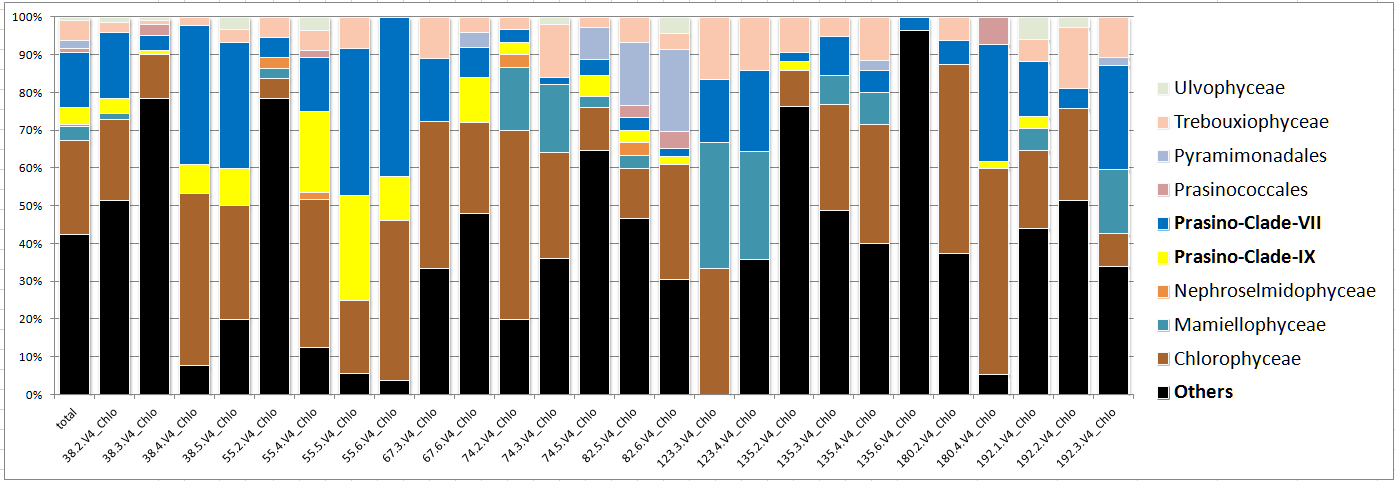 100%
90%
80%
70%
60%
50%
40%
30%
20%
10%
0%
total
38.2.V4_Chlo
38.3.V4_Chlo
38.4.V4_Chlo
38.5.V4_Chlo
55.2.V4_Chlo
55.4.V4_Chlo
55.5.V4_Chlo
55.6.V4_Chlo
67.3.V4_Chlo
67.6.V4_Chlo
74.2.V4_Chlo
74.3.V4_Chlo
74.5.V4_Chlo
82.5.V4_Chlo
82.6.V4_Chlo
123.3.V4_Chlo
123.4.V4_Chlo
135.2.V4_Chlo
135.3.V4_Chlo
135.4.V4_Chlo
135.6.V4_Chlo
180.2.V4_Chlo
180.4.V4_Chlo
192.1.V4_Chlo
192.2.V4_Chlo
192.3.V4_Chlo
Ulvophyceae
Trebouxiophyceae
Pyramimonadales
Prasinococcales
Prasino-Clade-VII
Prasino-Clade-IX
Nephroselmidophyceae
Mamiellophyceae
Chlorophyceae
Others